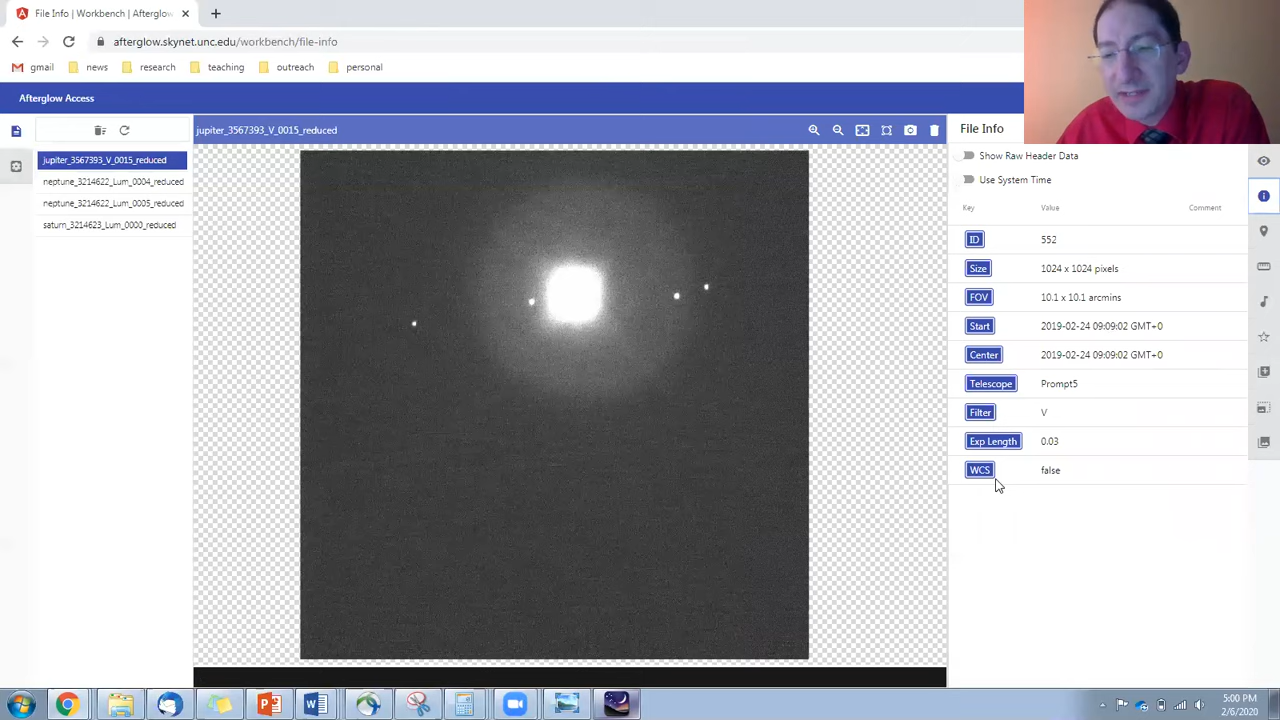 File Info | Workbench | Afterglow
afterglow.skynet.unc.edu/workbench/file-info
gmail news research teaching outreach personal
Afterglow Access
jupiter_3567393_V_0015_reduced
neptune_3214622_Lum_0004_reduced
neptune_3214622_Lum_0005_reduced
saturn_3214623_Lum_0000_reduced
jupiter_3567393_V_0015_reduced
File Info
Show Raw Header Data
Use System Time
Key Value Comment
ID 552
Size 1024 x 1024 pixels
FOV 10.1 x 10.1 arcmins
Start 2019-02-24 09:09:02 GMT+0
Center 2019-02-24 09:09:02 GMT+0
Telescope Prompt5
Filter V
Exp Length 0.03
WCS false
5:00 PM
2/6/2020